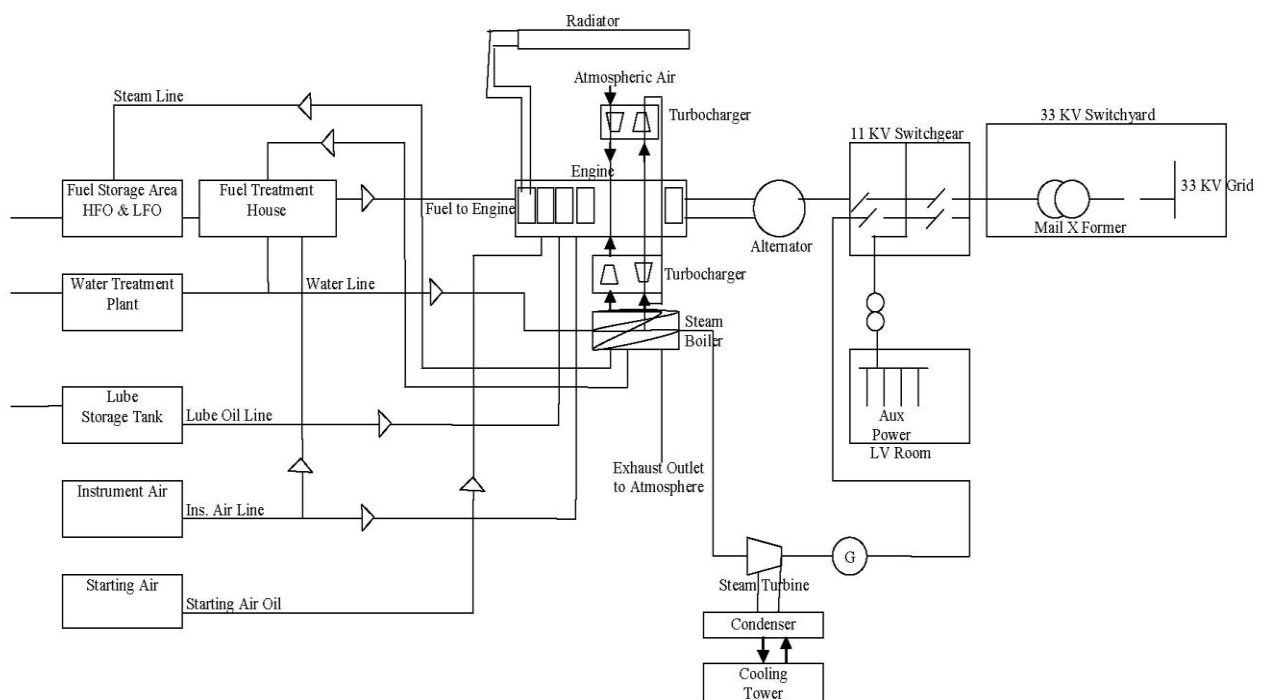 Radiator
Atmospheric Air
Steam Line
Turbocharger
33 KV Switchyard
11 KV Switchgear
Engine
Fuel Storage Area
HFO & LFO
Fuel Treatment
House
Fuel to Engine
33 KV Grid
Mail X Former
Alternator
Water Treatment
Plant
Water Line
Turbocharger
Steam
Boiler
Lube
Storage Tank
Lube Oil Line
Aux
Power
LV Room
Exhaust Outlet
to Atmosphere
Instrument Air
Ins. Air Line
G
Steam Turbine
Starting Air
Starting Air Oil
Condenser
Cooling
Tower